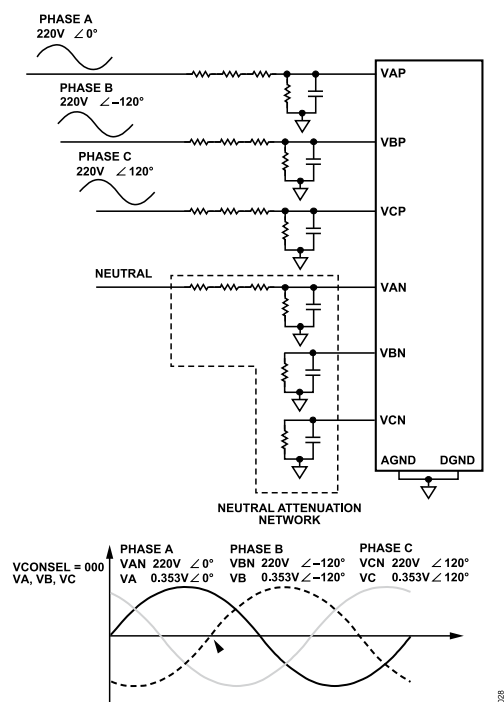 PHASE A
220V ∠0°
PHASE B
220V ∠–120°
PHASE C
220V ∠120°
NEUTRAL
VAP
VBP
VCP
VAN
VBN
VCN
AGND DGND
NEUTRAL ATTENUATION
NETWORK
VCONSEL = 000
VA, VB, VC
PHASE A
VAN 220V ∠0°
VA 0.353V∠0°
PHASE B
VBN 220V ∠–120°
VB 0.353V∠–120°
PHASE C
VCN 220V ∠120°
VC 0.353V∠120°
028